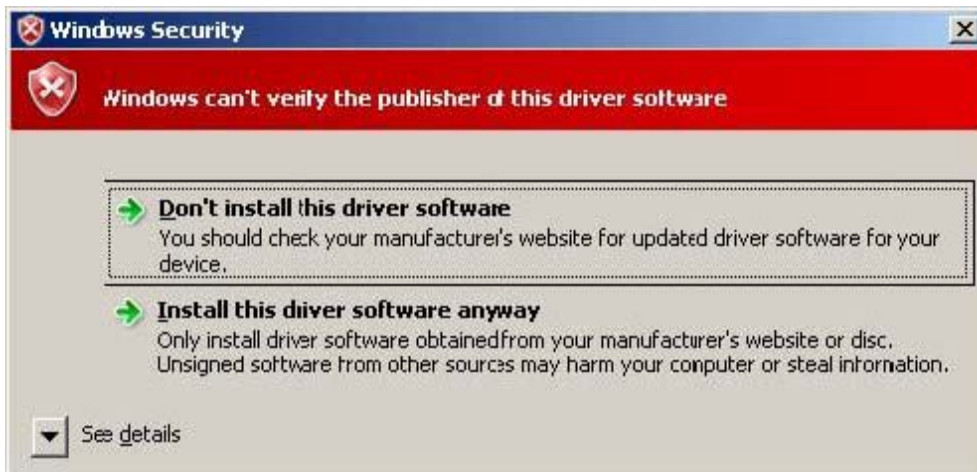 Windows Security
Windows can't verify the publisher of this driver software
Don't install this driver software
You should check your manufacturer's website for updated driver software for your
device.
Install this driver software anyway
Only install driver software obtained from your manufacturer's website or disc.
Unsigned software from other sources may harm your computer or steal information.
See details